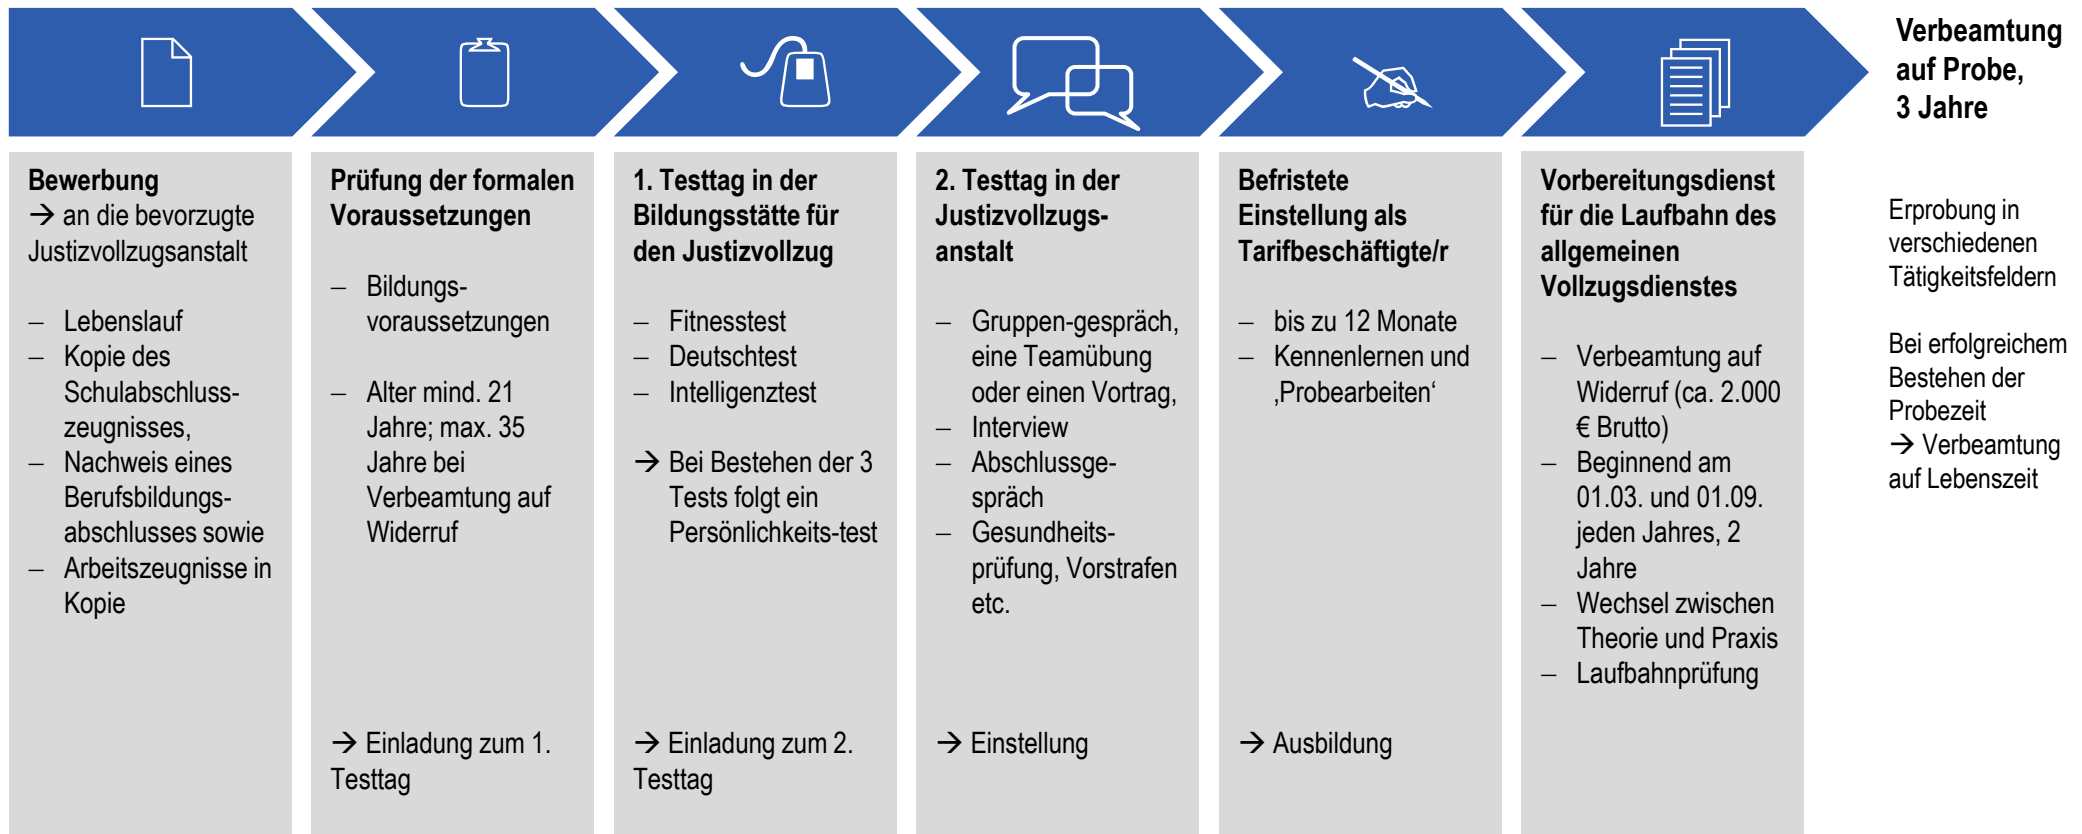 Bewerbung
→ an die bevorzugte
Justizvollzugsanstalt
– Lebenslauf
– Kopie des
Schulabschluss-
zeugnisses,
– Nachweis eines
Berufsbildungs-
abschlusses sowie
– Arbeitszeugnisse in
Kopie
Prüfung der formalen
Voraussetzungen
– Bildungs-
voraussetzungen
– Alter mind. 21
Jahre; max. 35
Jahre bei
Verbeamtung auf
Widerruf
→ Einladung zum 1.
Testtag
1. Testtag in der
Bildungsstätte für
den Justizvollzug
– Fitnesstest
– Deutschtest
– Intelligenztest
→ Bei Bestehen der 3
Tests folgt ein
Persönlichkeits-test
→ Einladung zum 2.
Testtag
2. Testtag in der
Justizvollzugs-
anstalt
– Gruppen-gespräch,
eine Teamübung
oder einen Vortrag,
– Interview
– Abschlussge-
spräch
– Gesundheits-
prüfung, Vorstrafen
etc.
→ Einstellung
Befristete
Einstellung als
Tarifbeschäftigte/r
– bis zu 12 Monate
– Kennenlernen und
‚Probearbeiten‘
→ Ausbildung
Vorbereitungsdienst
für die Laufbahn des
allgemeinen
Vollzugsdienstes
– Verbeamtung auf
Widerruf (ca. 2.000
€ Brutto)
– Beginnend am
01.03. und 01.09.
jeden Jahres, 2
Jahre
– Wechsel zwischen
Theorie und Praxis
– Laufbahnprüfung
Verbeamtung
auf Probe,
3 Jahre
Erprobung in
verschiedenen
Tätigkeitsfeldern
Bei erfolgreichem
Bestehen der
Probezeit
→ Verbeamtung
auf Lebenszeit